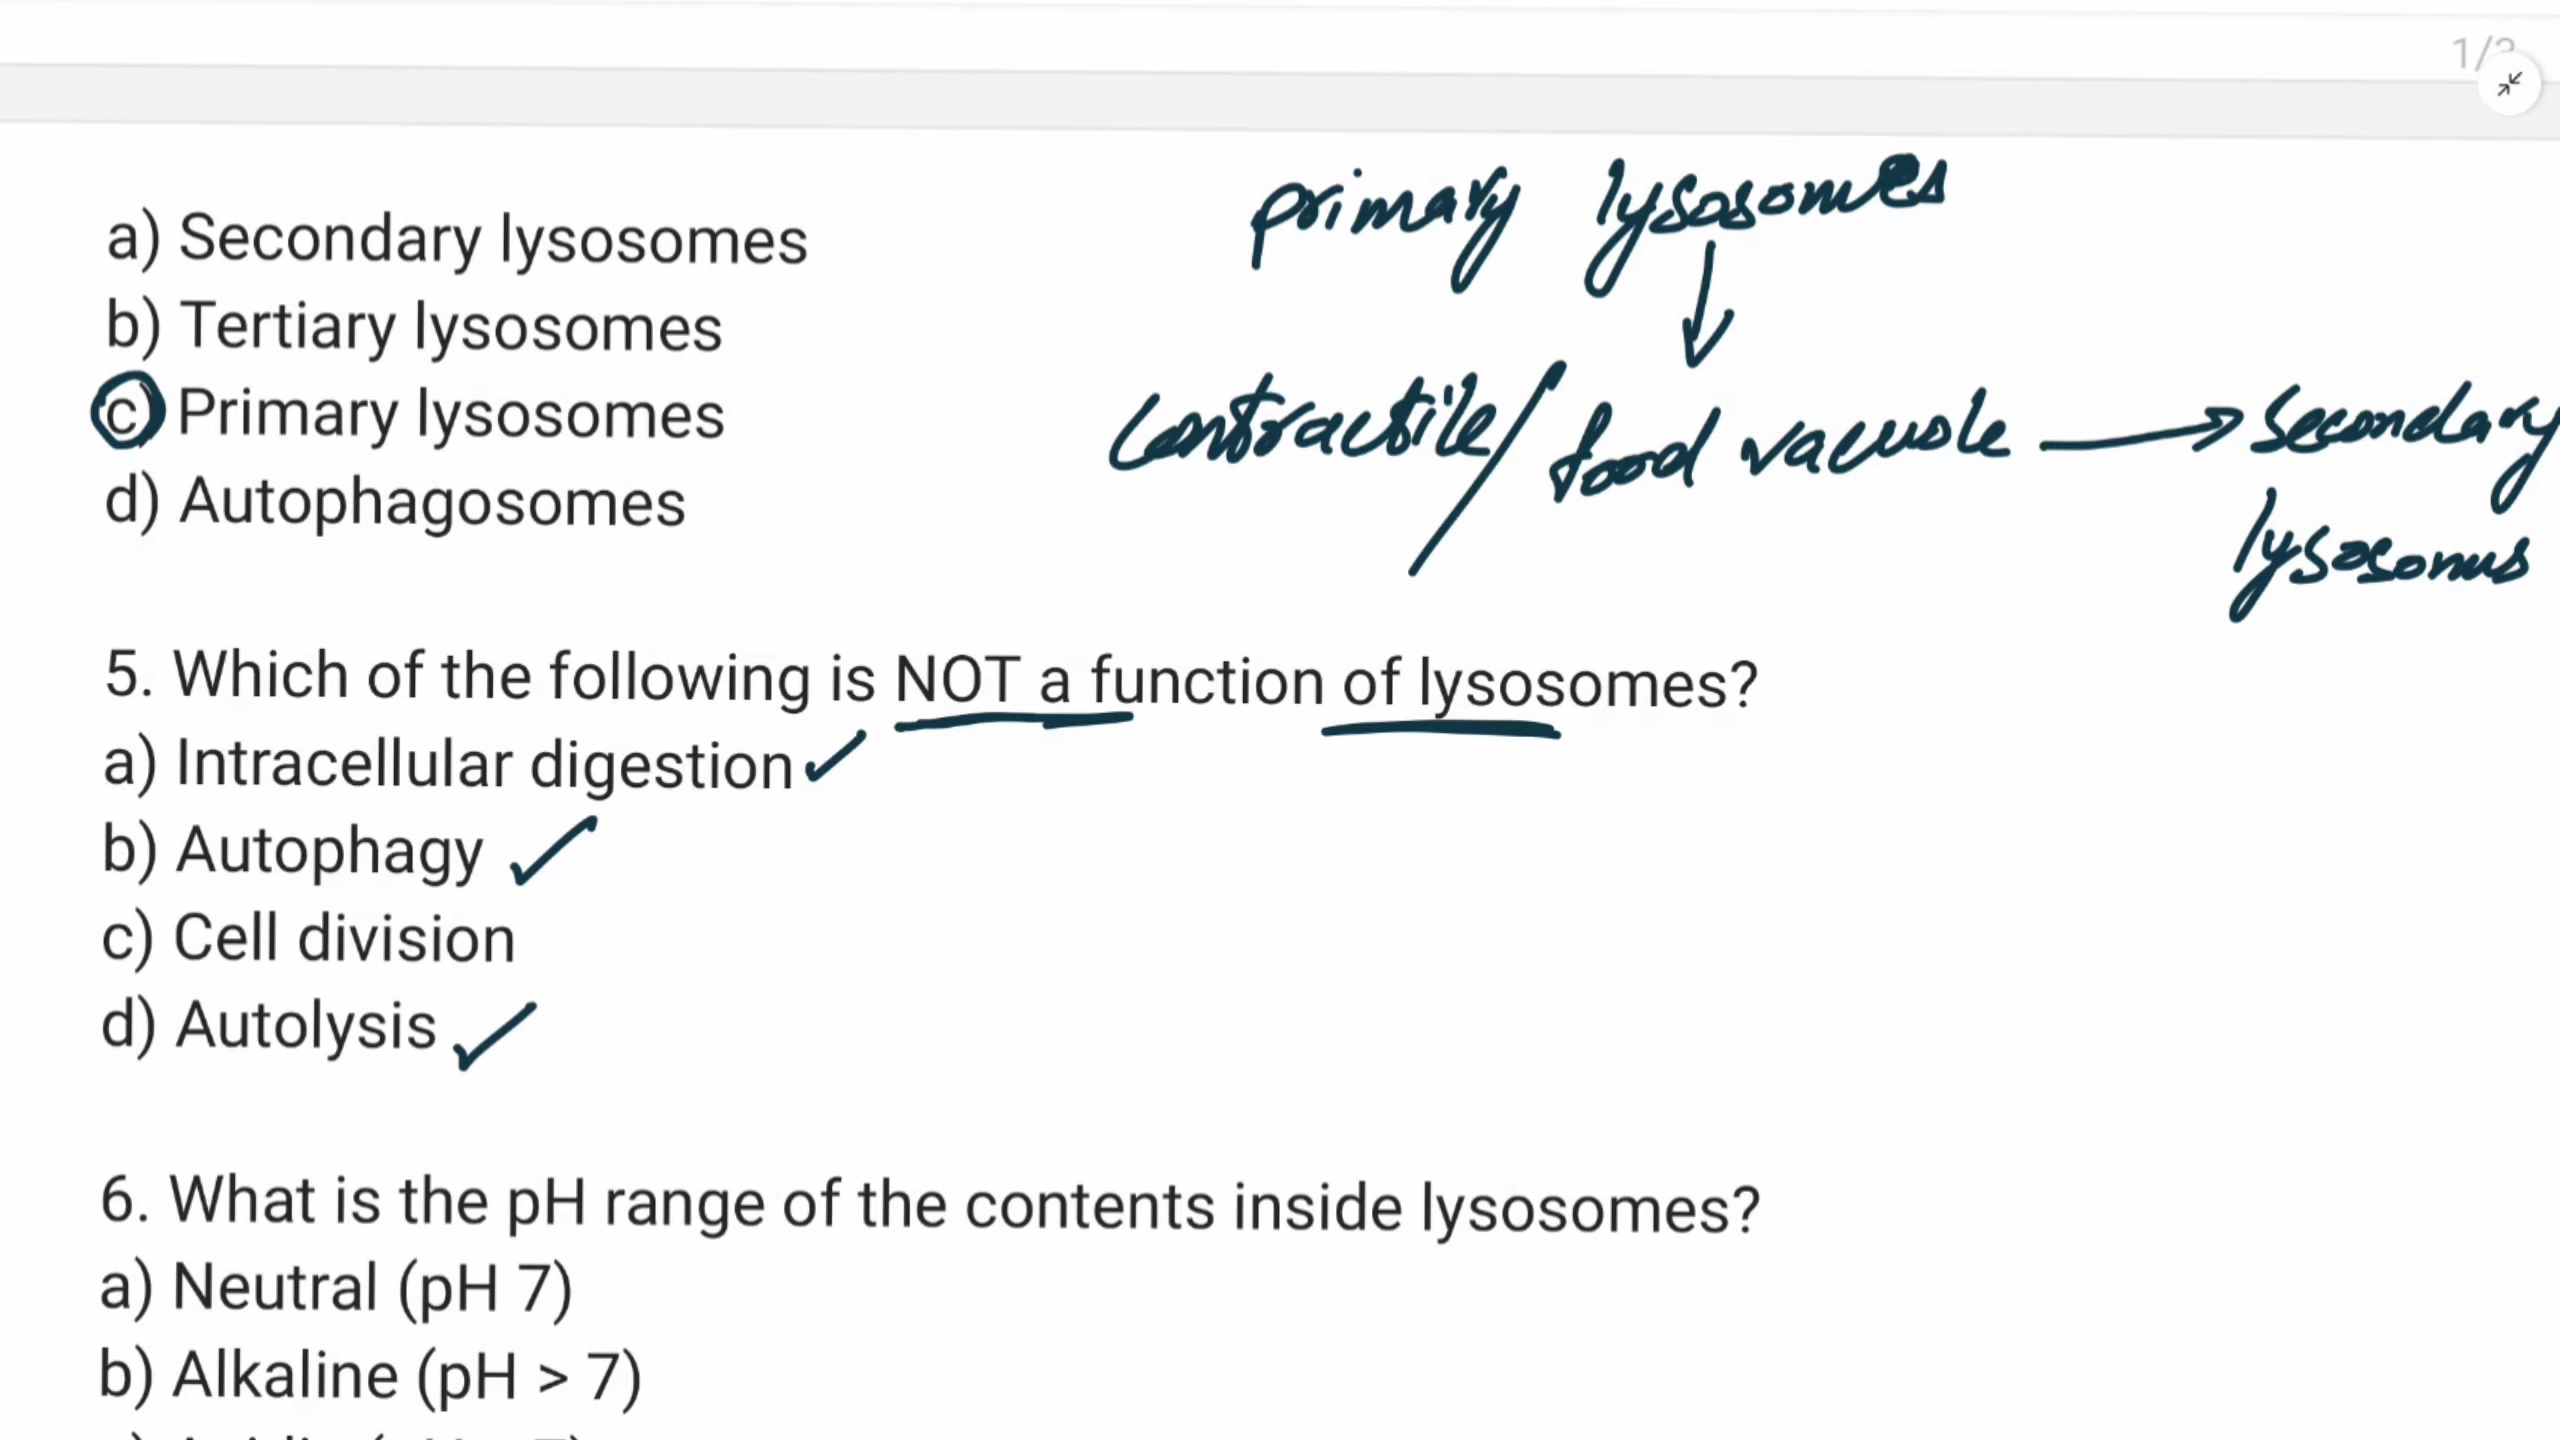 1/2
a) Secondary lysosomes
b) Tertiary lysosomes
c) Primary lysosomes
d) Autophagosomes
primary lysosomes
contractile / food vacuole → secondary
lysosomes
5. Which of the following is NOT a function of lysosomes?
a) Intracellular digestion ✓
b) Autophagy ✓
c) Cell division
d) Autolysis ✓
6. What is the pH range of the contents inside lysosomes?
a) Neutral (pH 7)
b) Alkaline (pH > 7)